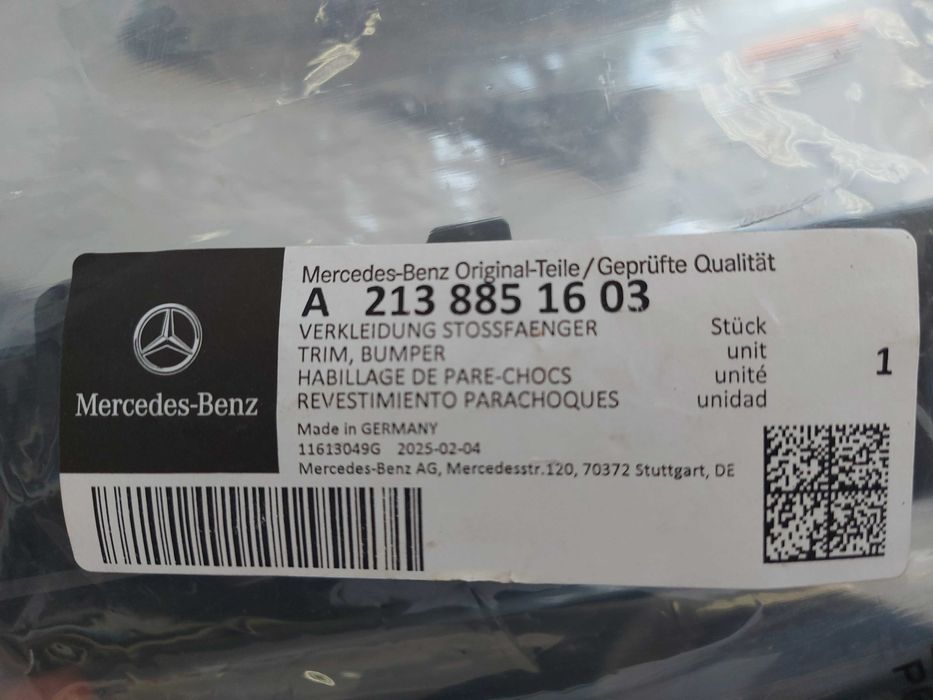 Mercedes-Benz Original-Teile/Geprüfte Qualität
A 213 885 16 03
VERKLEIDUNG STOSSFAENGER Stück
TRIM, BUMPER unit
HABILLAGE DE PARE-CHOCS unité
REVESTIMIENTO PARACHOQUES unidad
1
Mercedes-Benz
Made in GERMANY
11613049G 2025-02-04
Mercedes-Benz AG, Mercedesstr.120, 70372 Stuttgart, DE